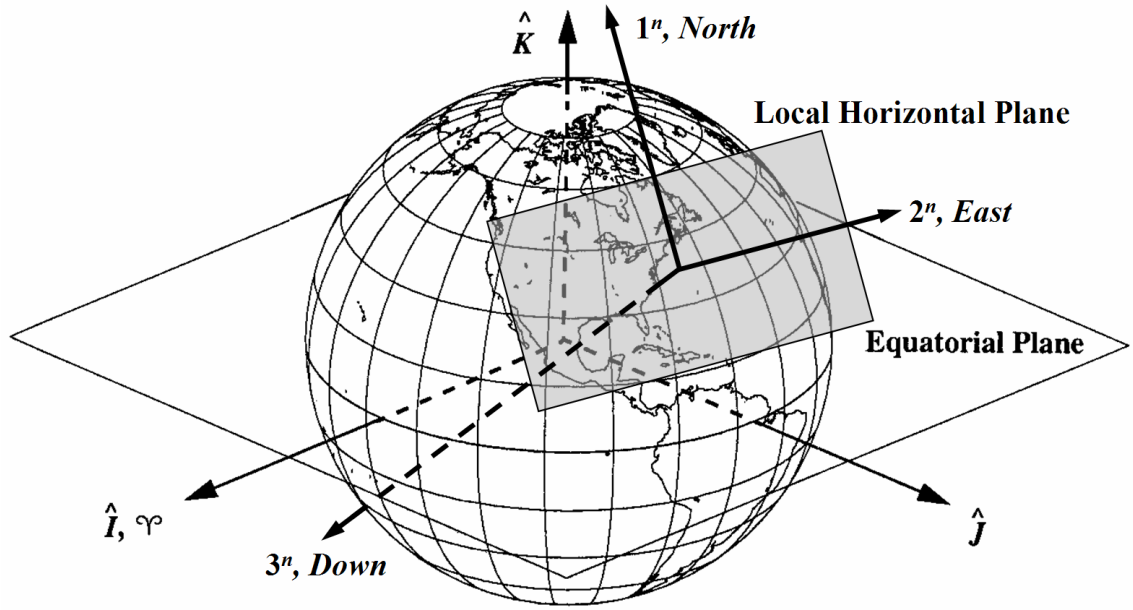 K̂
1ⁿ, North
Local Horizontal Plane
2ⁿ, East
Equatorial Plane
Î, ♈
Ĵ
3ⁿ, Down